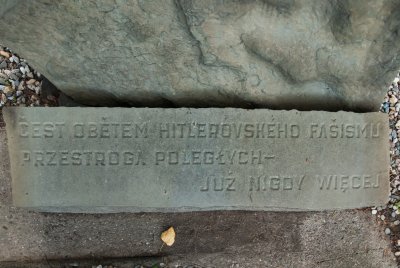 ČEST OBĚTEM HITLEROVSKÉHO FAŠISMU
PRZESTROGA POLEGŁYCH—
JUŻ NIGDY WIĘCEJ